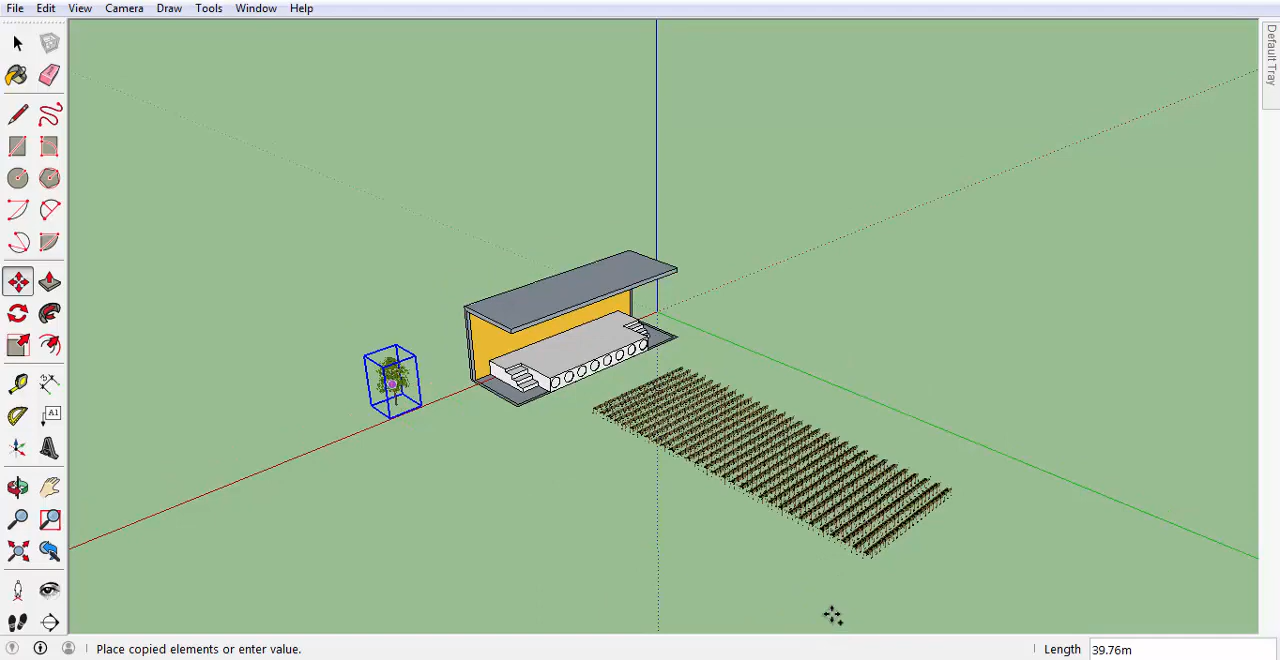 File Edit View Camera Draw Tools Window Help
Default Tray
A1
Place copied elements or enter value. Length 39.76m